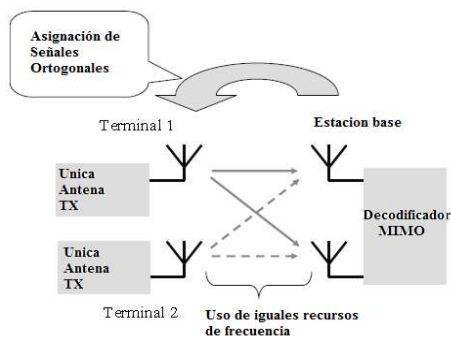 Asignación de
Señales
Ortogonales
Terminal 1
Estacion base
Unica
Antena
TX
Decodificador
MIMO
Unica
Antena
TX
Terminal 2
Uso de iguales recursos
de frecuencia